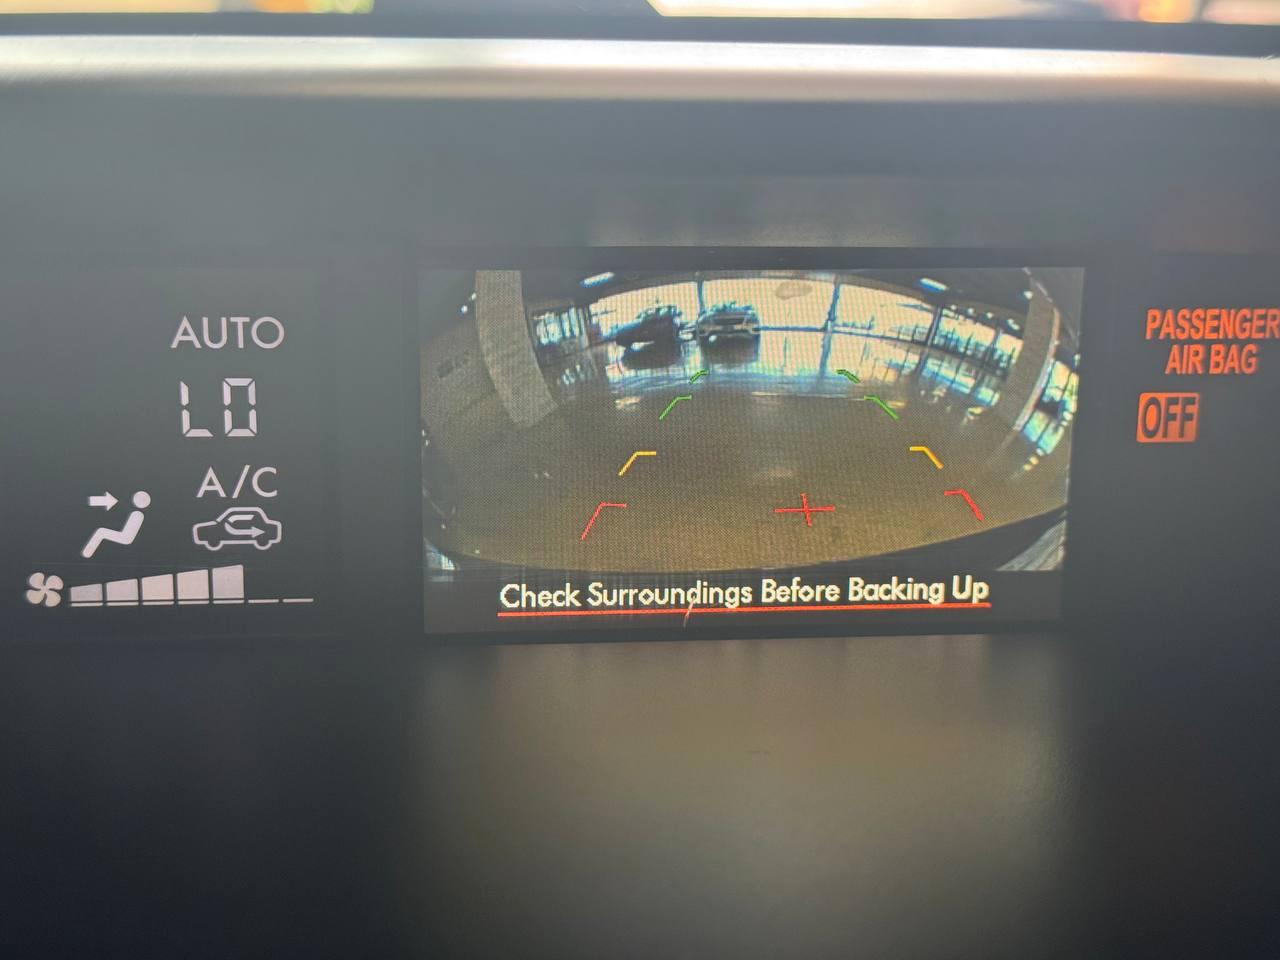 AUTO
LO
A/C
Check Surroundings Before Backing Up
PASSENGER
AIR BAG
OFF